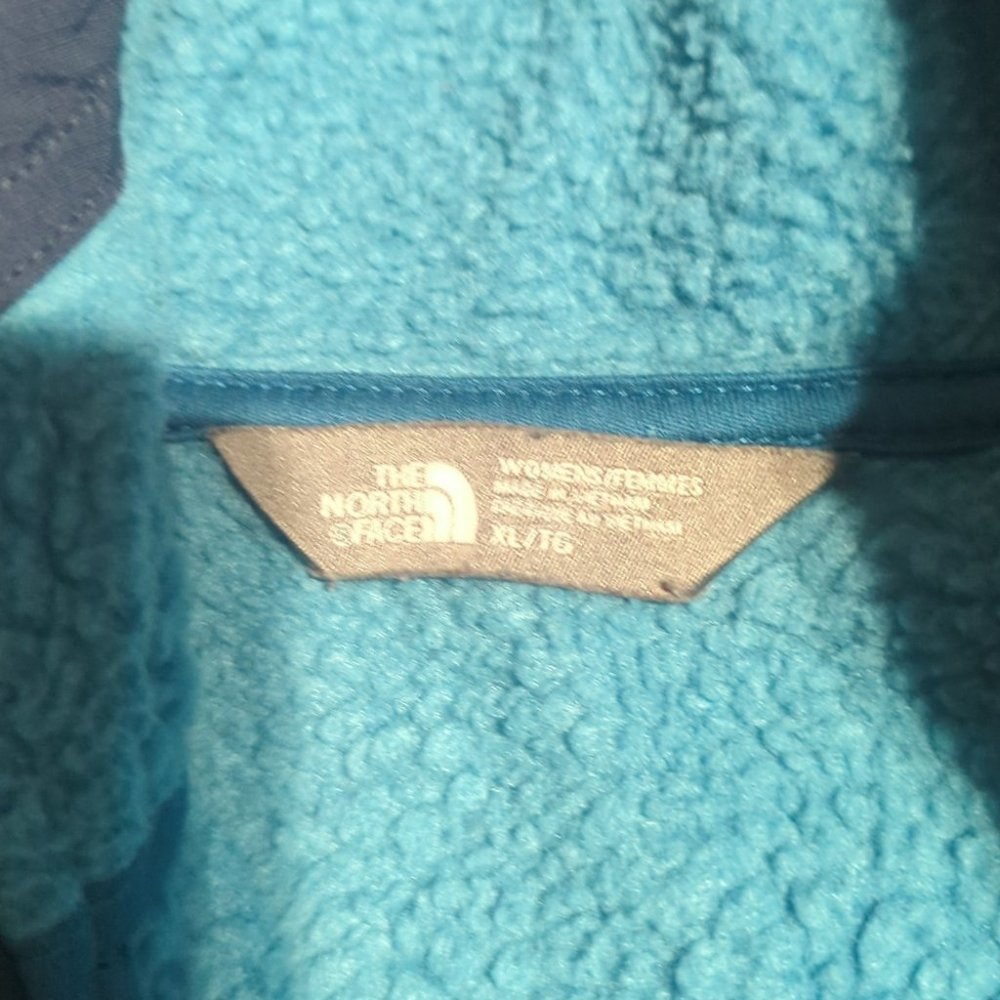 THE
NORTH
FACE
WOMENS/FEMMES
MADE IN VIETNAM
FABRIQUÉ AU VIETNAM
XL/TG